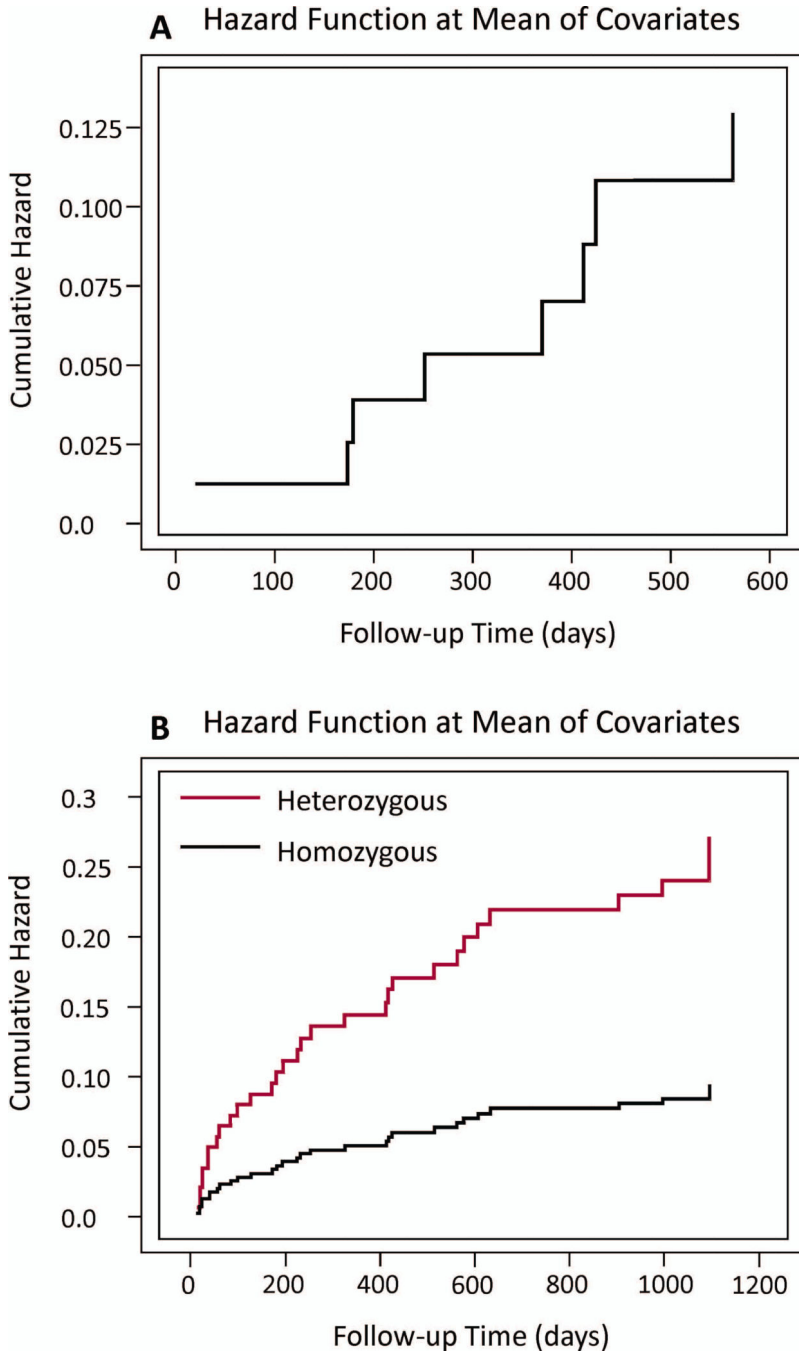 A Hazard Function at Mean of Covariates
Cumulative Hazard
0.125
0.100
0.075
0.050
0.025
0.0
0 100 200 300 400 500 600
Follow-up Time (days)
B Hazard Function at Mean of Covariates
Cumulative Hazard
0.3
0.25
0.20
0.15
0.10
0.05
0.0
Heterozygous
Homozygous
0 200 400 600 800 1000 1200
Follow-up Time (days)